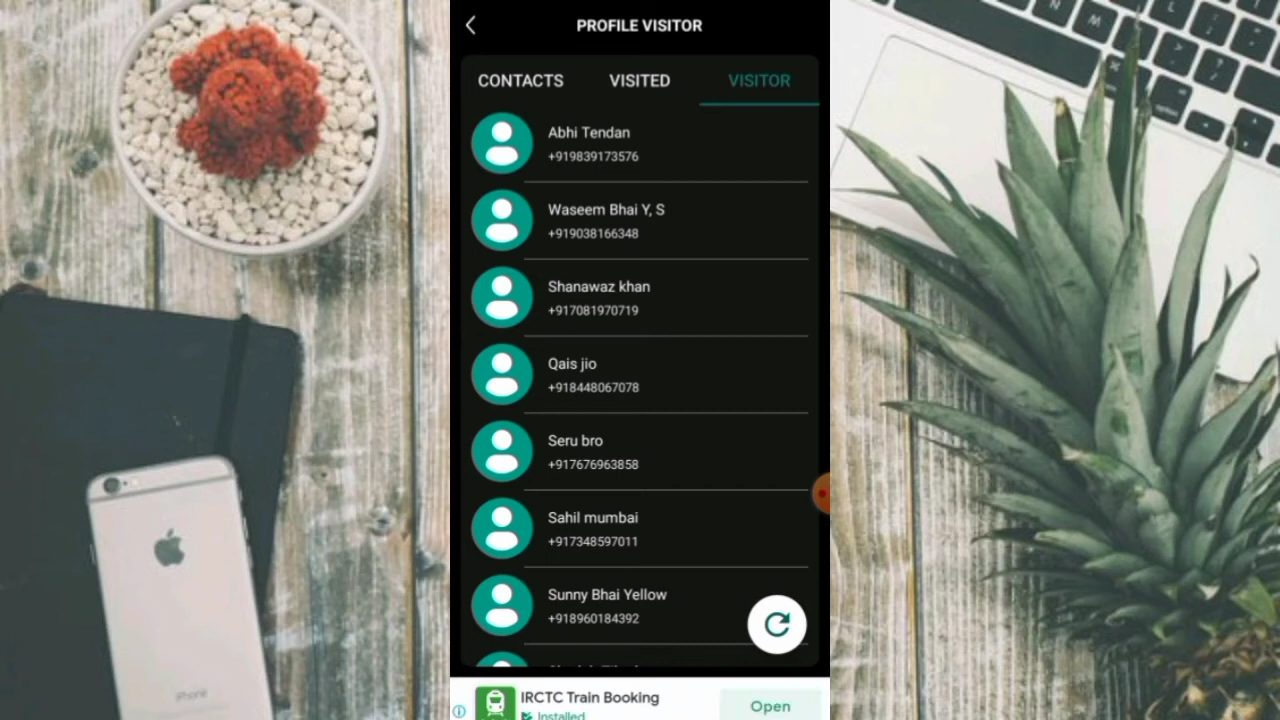 PROFILE VISITOR
CONTACTS VISITED VISITOR
Abhi Tendan
+919839173576
Waseem Bhai Y, S
+919038166348
Shanawaz khan
+917081970719
Qais jio
+918448067078
Seru bro
+917676963858
Sahil mumbai
+917348597011
Sunny Bhai Yellow
+918960184392
IRCTC Train Booking
Installed
Open
iPhone